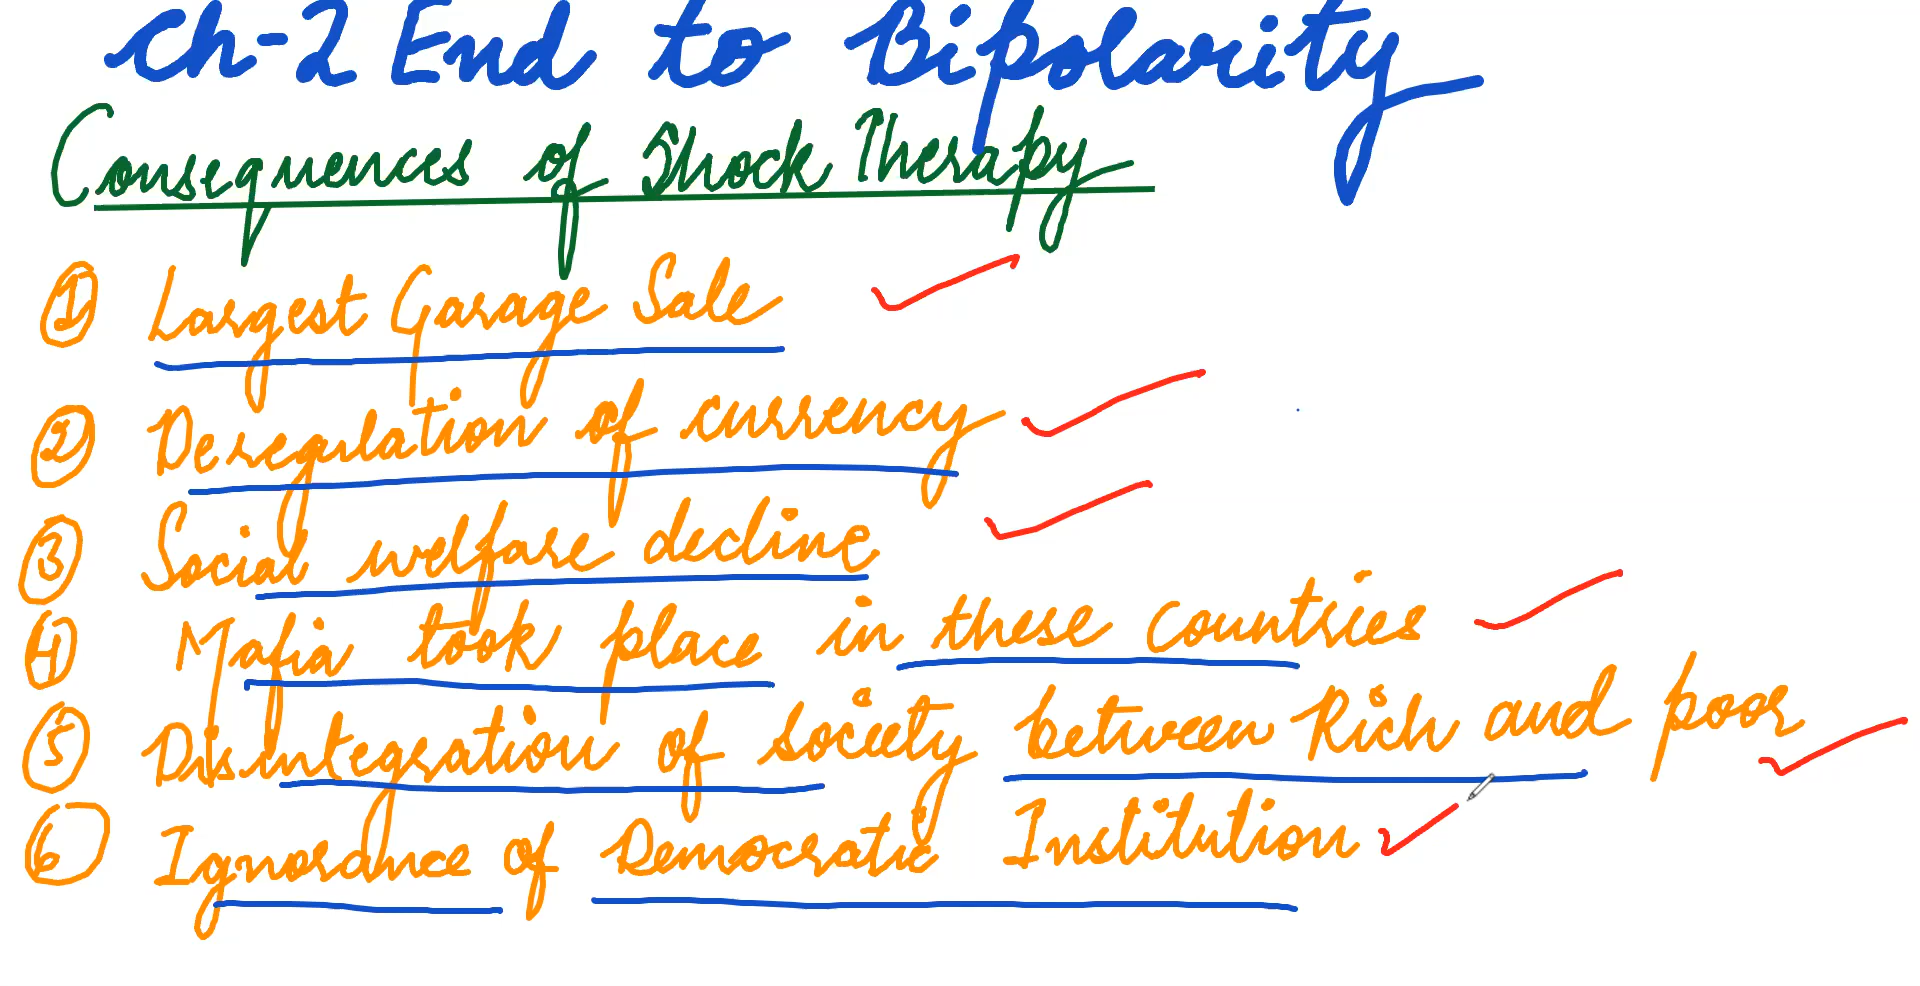 Ch-2 End to Bipolarity
Consequences of Shock Therapy
① Largest Garage Sale
② Deregulation of currency
③ Social welfare decline
④ Mafia took place in these countries
⑤ Disintegration of society between Rich and poor
⑥ Ignorance of Democratic Institution